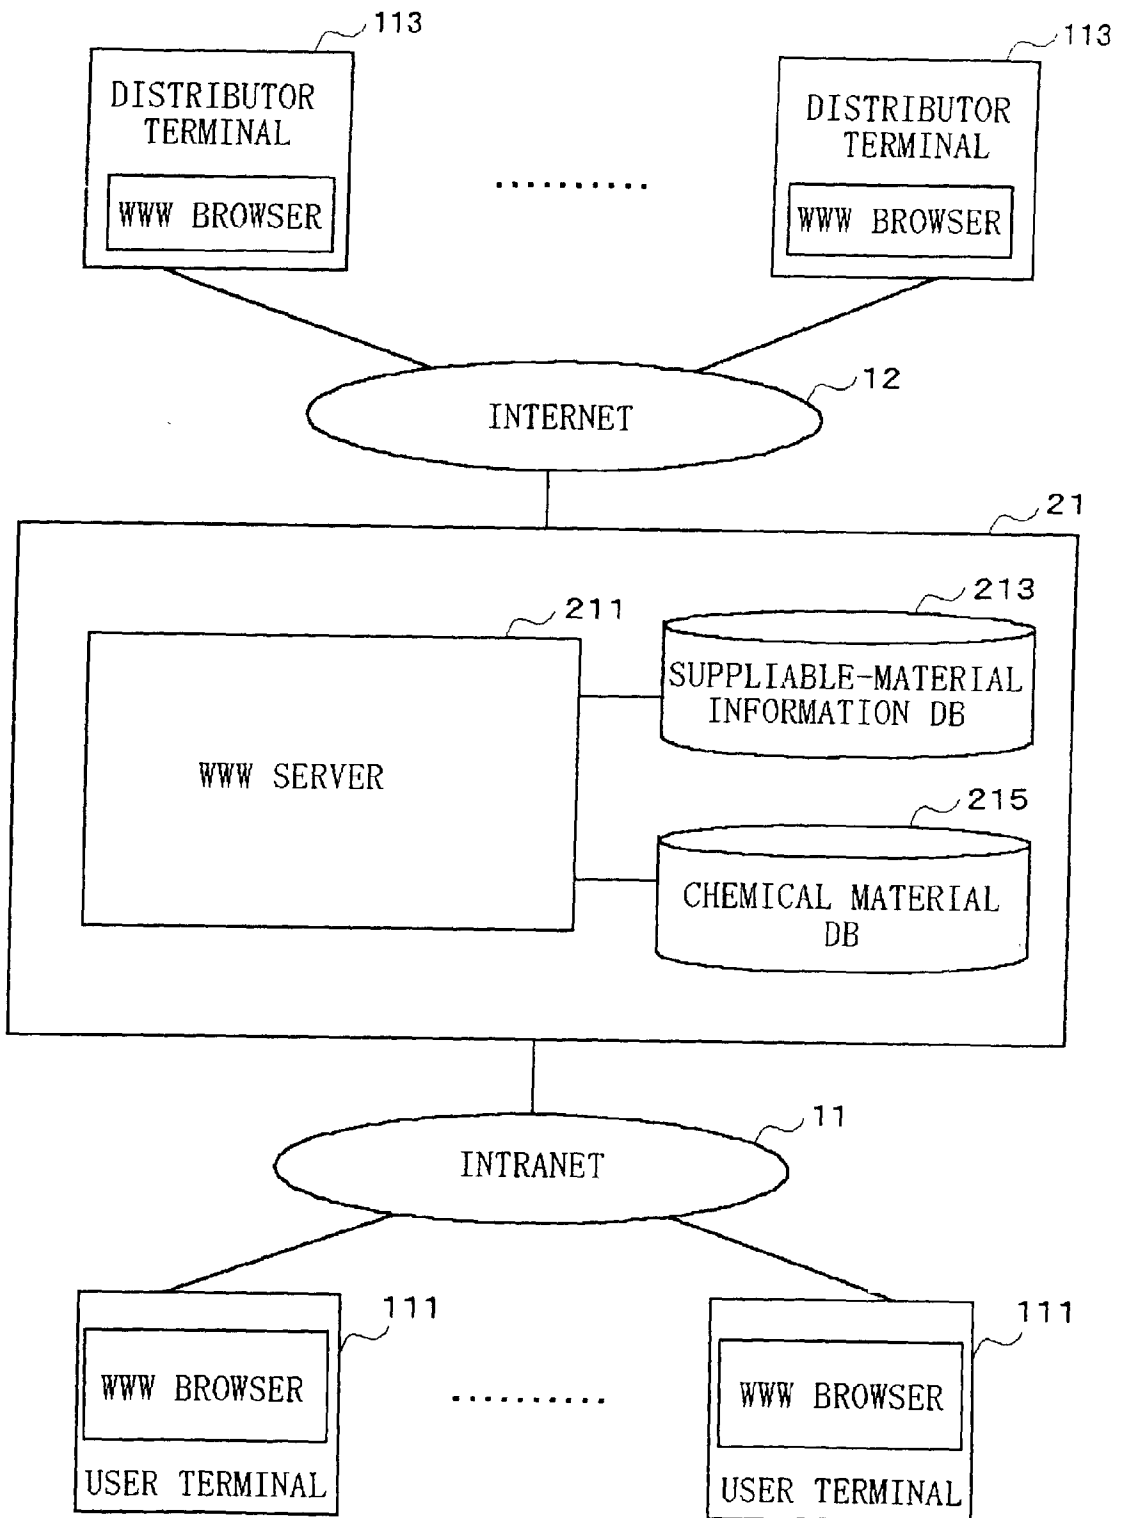 113
113
DISTRIBUTOR
TERMINAL
WWW BROWSER
..........
DISTRIBUTOR
TERMINAL
WWW BROWSER
12
INTERNET
21
211
213
SUPPLIABLE-MATERIAL
INFORMATION DB
WWW SERVER
215
CHEMICAL MATERIAL
DB
11
INTRANET
111
111
WWW BROWSER
USER TERMINAL
..........
WWW BROWSER
USER TERMINAL